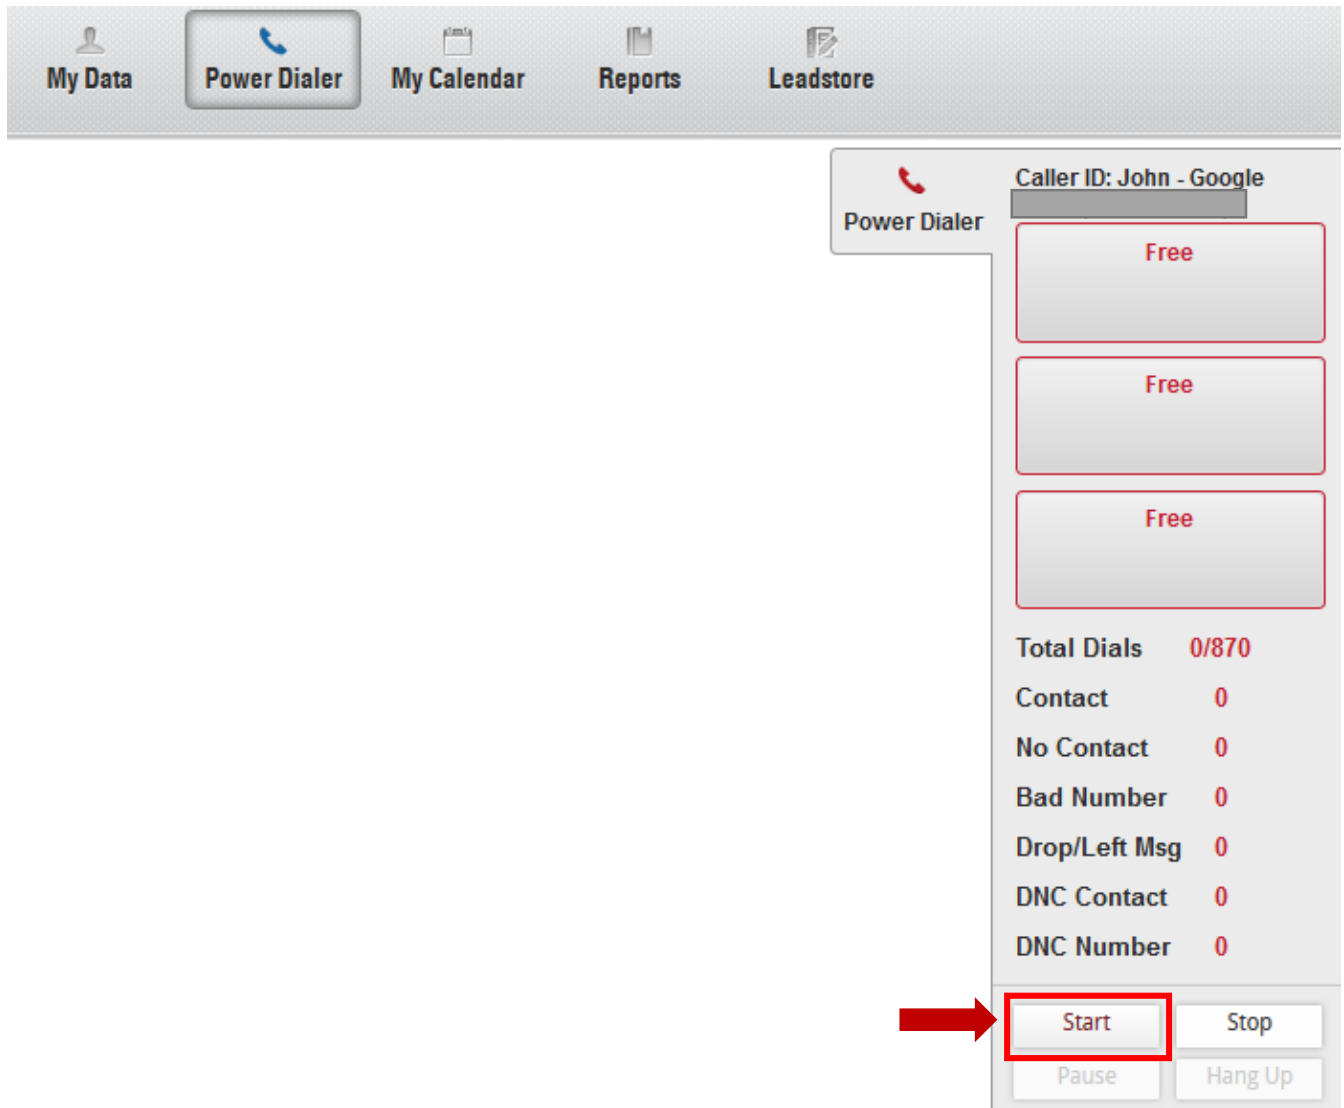 My Data Power Dialer My Calendar Reports Leadstore
Power Dialer
Caller ID: John - Google
Free
Free
Free
Total Dials 0/870
Contact 0
No Contact 0
Bad Number 0
Drop/Left Msg 0
DNC Contact 0
DNC Number 0
Start Stop
Pause Hang Up